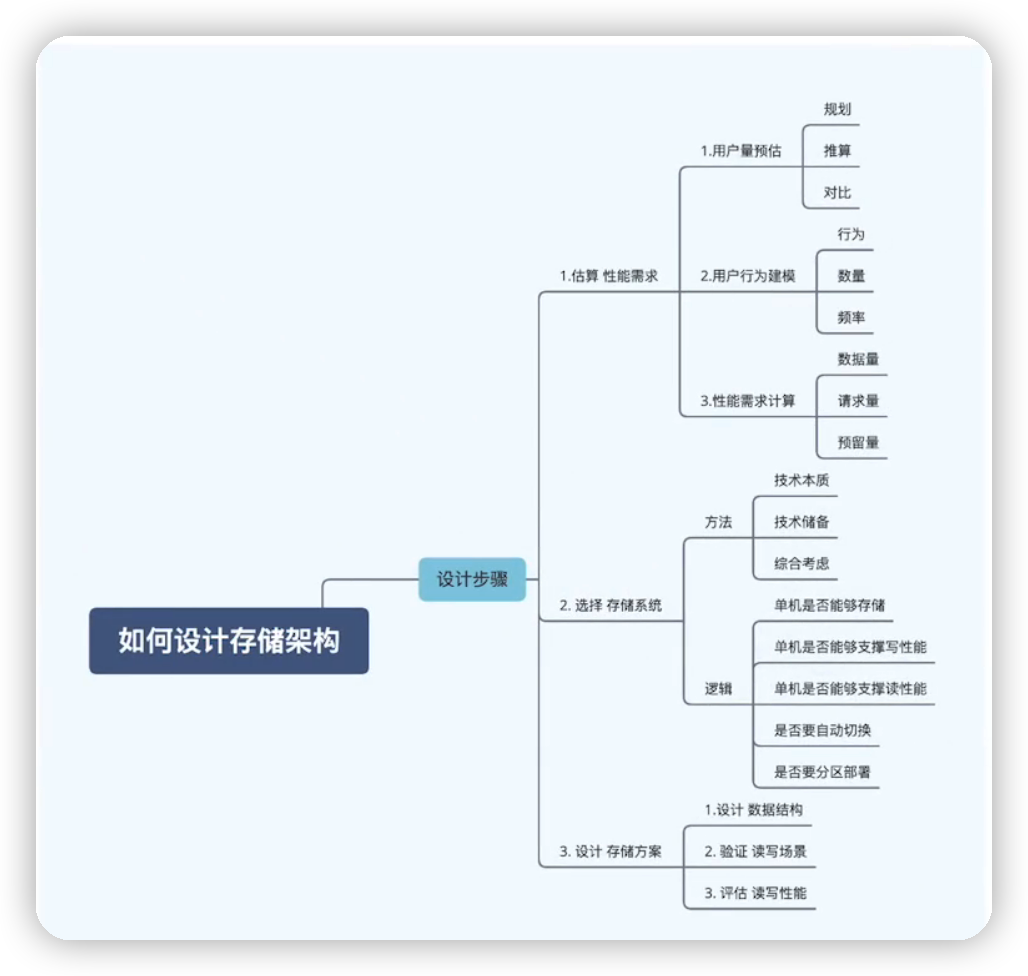 如何设计存储架构
设计步骤
1.估算 性能需求
1.用户量预估
规划
推算
对比
2.用户行为建模
行为
数量
频率
3.性能需求计算
数据量
请求量
预留量
2. 选择 存储系统
方法
技术本质
技术储备
综合考虑
逻辑
单机是否能够存储
单机是否能够支撑写性能
单机是否能够支撑读性能
是否要自动切换
是否要分区部署
3. 设计 存储方案
1.设计 数据结构
2. 验证 读写场景
3. 评估 读写性能